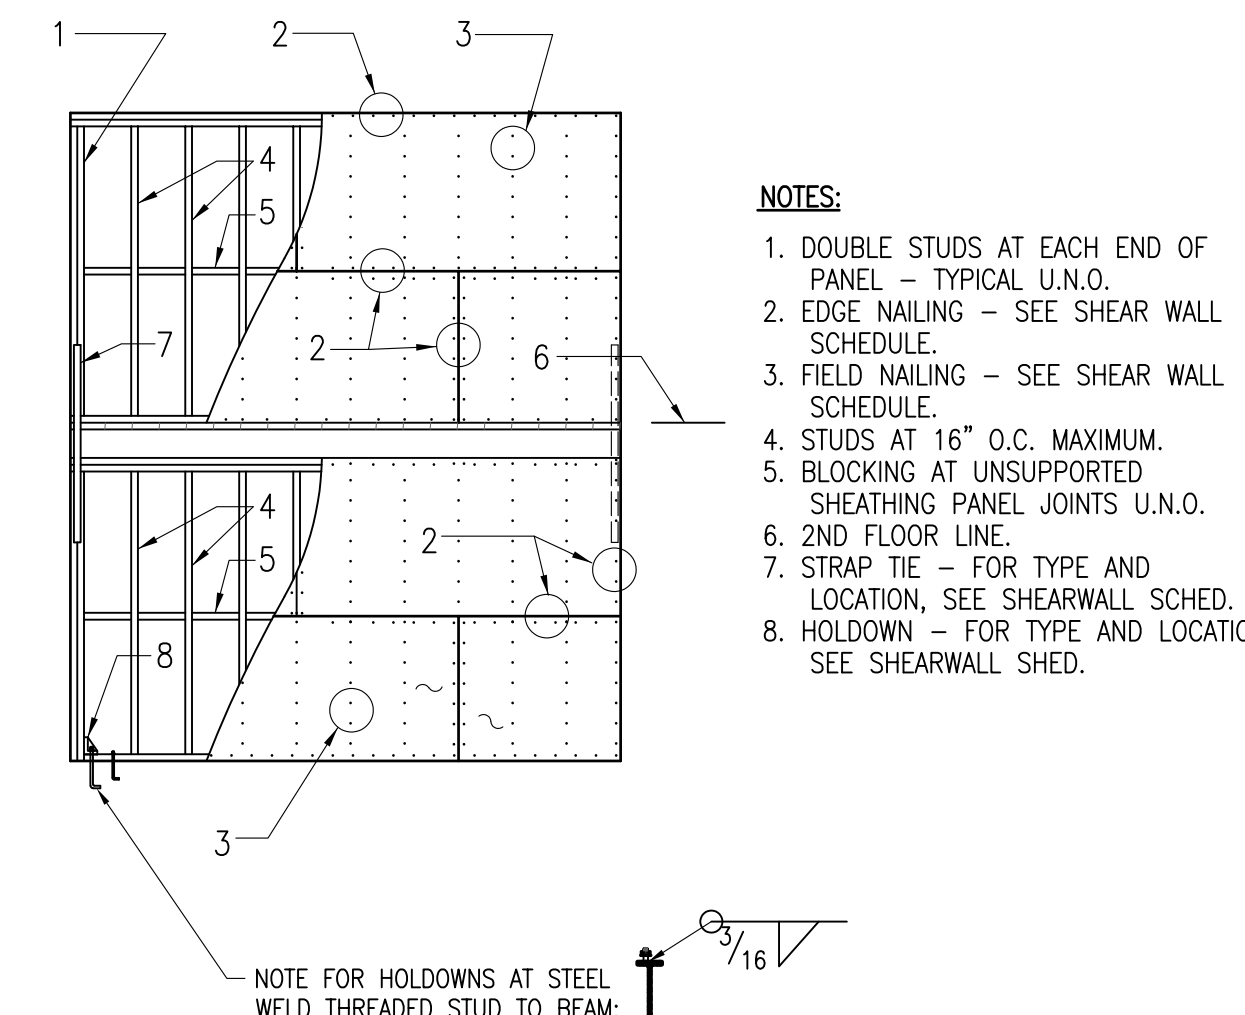 1
2
3
4
5
7
2
6
4
5
2
8
3
NOTES:
1. DOUBLE STUDS AT EACH END OF
PANEL – TYPICAL U.N.O.
2. EDGE NAILING – SEE SHEAR WALL
SCHEDULE.
3. FIELD NAILING – SEE SHEAR WALL
SCHEDULE.
4. STUDS AT 16" O.C. MAXIMUM.
5. BLOCKING AT UNSUPPORTED
SHEATHING PANEL JOINTS U.N.O.
6. 2ND FLOOR LINE.
7. STRAP TIE – FOR TYPE AND
LOCATION, SEE SHEARWALL SCHED.
8. HOLDOWN – FOR TYPE AND
SEE SHEARWALL SHED.
3/16
NOTE FOR HOLDOWNS AT STEEL
WELD THREADED STUD TO BEAM: